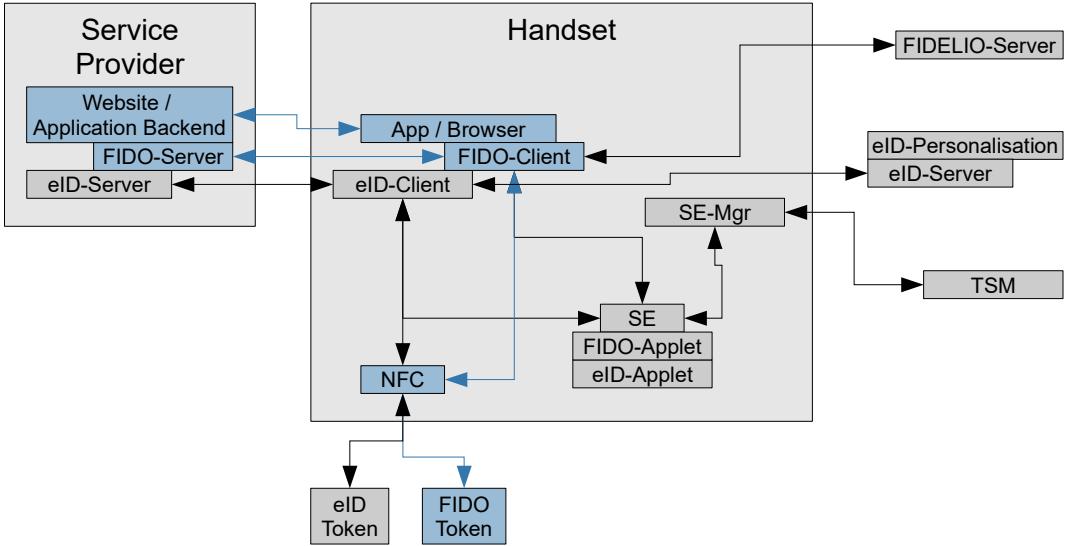 Service
Provider
Website /
Application Backend
FIDO-Server
eID-Server
Handset
App / Browser
FIDO-Client
eID-Client
SE-Mgr
SE
FIDO-Applet
eID-Applet
NFC
eID
Token
FIDO
Token
FIDELIO-Server
eID-Personalisation
eID-Server
TSM